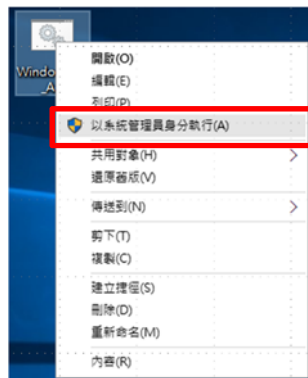 Windo
_A
開啟(O)
編輯(E)
列印(P)
以系統管理員身分執行(A)
共用對象(H)
還原舊版(V)
傳送到(N)
剪下(T)
複製(C)
建立捷徑(S)
刪除(D)
重新命名(M)
內容(R)